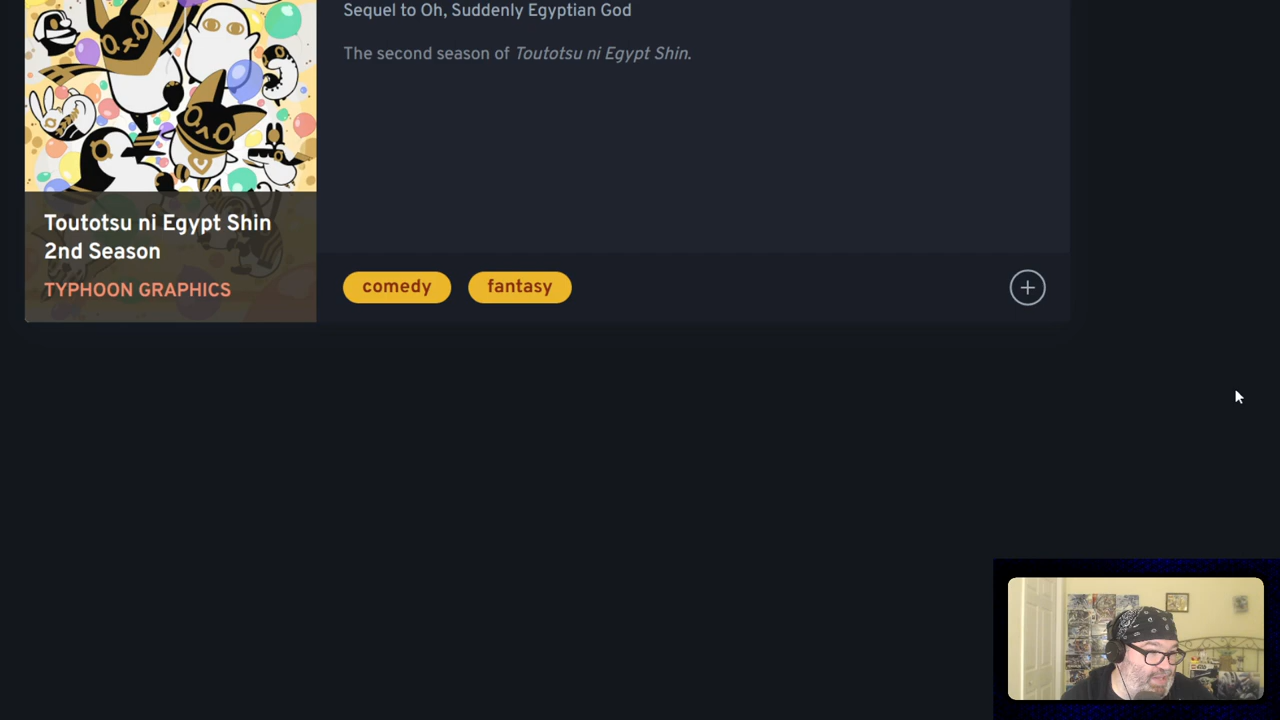 Sequel to Oh, Suddenly Egyptian God
The second season of Toutotsu ni Egypt Shin.
Toutotsu ni Egypt Shin
2nd Season
TYPHOON GRAPHICS
comedy
fantasy